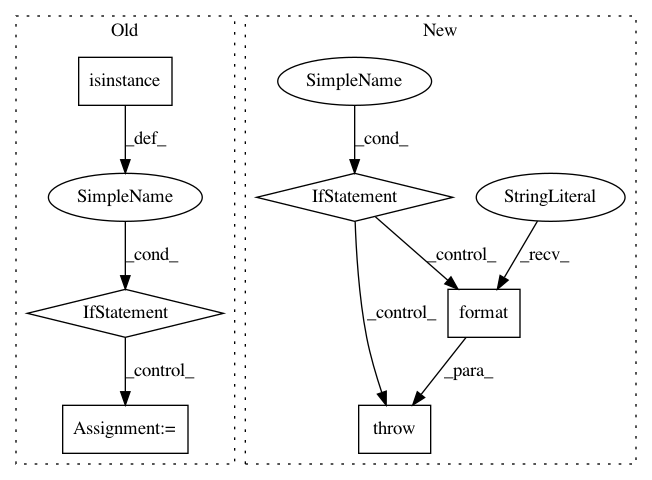 Old
New
isinstance
SimpleName
_def_
_cond_
SimpleName
IfStatement
StringLiteral
_cond_
_control_
_recv_
IfStatement
_control_
format
_control_
_para_
Assignment:=
throw